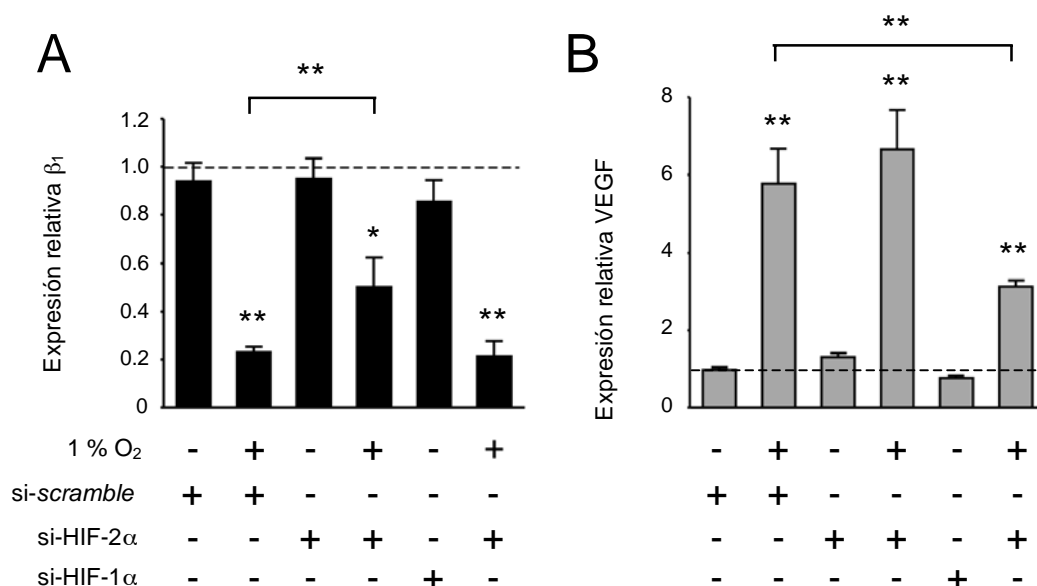 A
**
Expresión relativa β1
1.2
1.0
0.8
0.6
0.4
0.2
0
**
*
**
B
**
Expresión relativa VEGF
8
6
4
2
0
**
**
**
1 % O2 - + - + - + - + - + - +
si-scramble + + - - - - + + - - - -
si-HIF-2α - - + + - + - - + + - +
si-HIF-1α - - - - + - - - - - + -